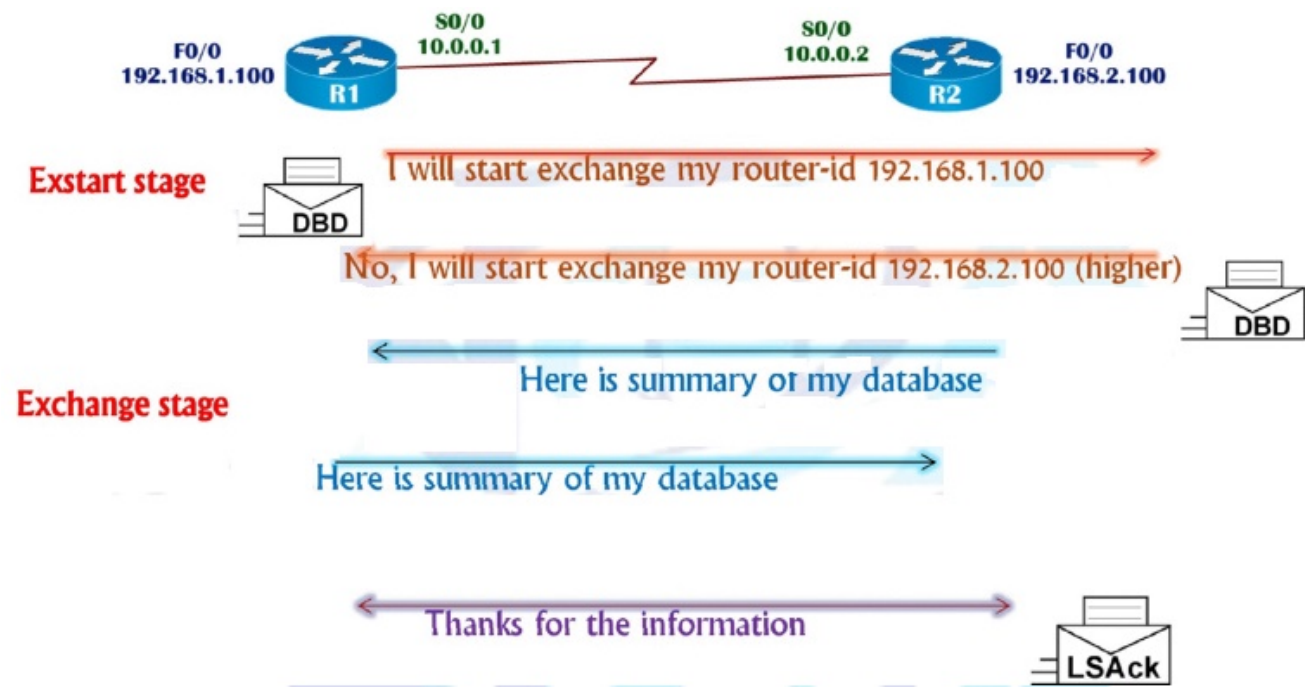 S0/0
10.0.0.1
S0/0
10.0.0.2
F0/0
192.168.1.100
F0/0
192.168.2.100
R1
R2
Exstart stage
I will start exchange my router-id 192.168.1.100
DBD
No, I will start exchange my router-id 192.168.2.100 (higher)
DBD
Here is summary of my database
Exchange stage
Here is summary of my database
Thanks for the information
LSAck